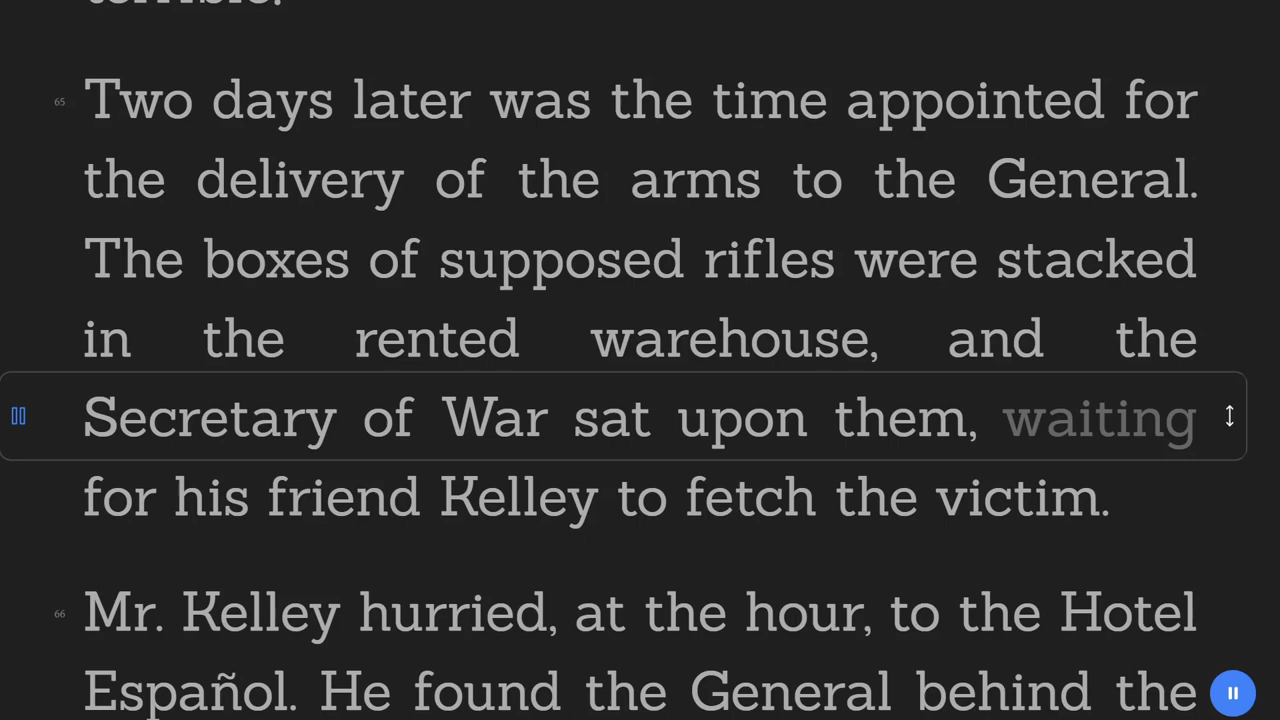 terrible.
65
Two days later was the time appointed for
the delivery of the arms to the General.
The boxes of supposed rifles were stacked
in the rented warehouse, and the
Secretary of War sat upon them, waiting
for his friend Kelley to fetch the victim.
66
Mr. Kelley hurried, at the hour, to the Hotel
Español. He found the General behind the